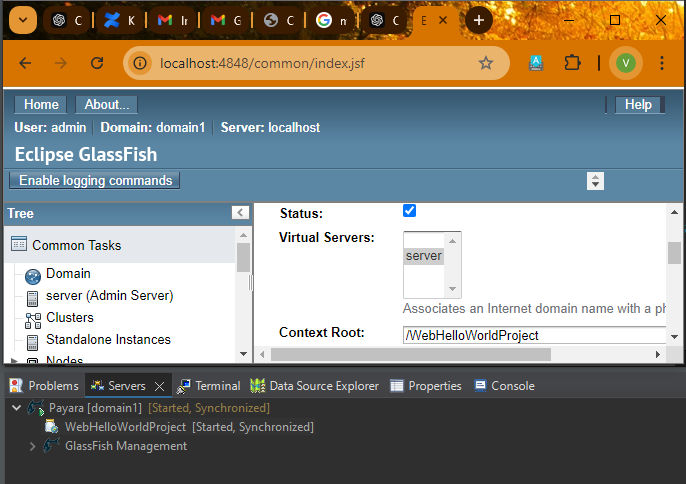 C K Ir G C n C E
localhost:4848/common/index.jsf V
Home About... Help
User: admin Domain: domain1 Server: localhost
Eclipse GlassFish
Enable logging commands
Tree
Common Tasks
Domain
server (Admin Server)
Clusters
Standalone Instances
Nodes
Status:
Virtual Servers:
server
Associates an Internet domain name with a ph
Context Root: /WebHelloWorldProject
Problems Servers Terminal Data Source Explorer Properties Console
Payara [domain1] [Started, Synchronized]
WebHelloWorldProject [Started, Synchronized]
GlassFish Management